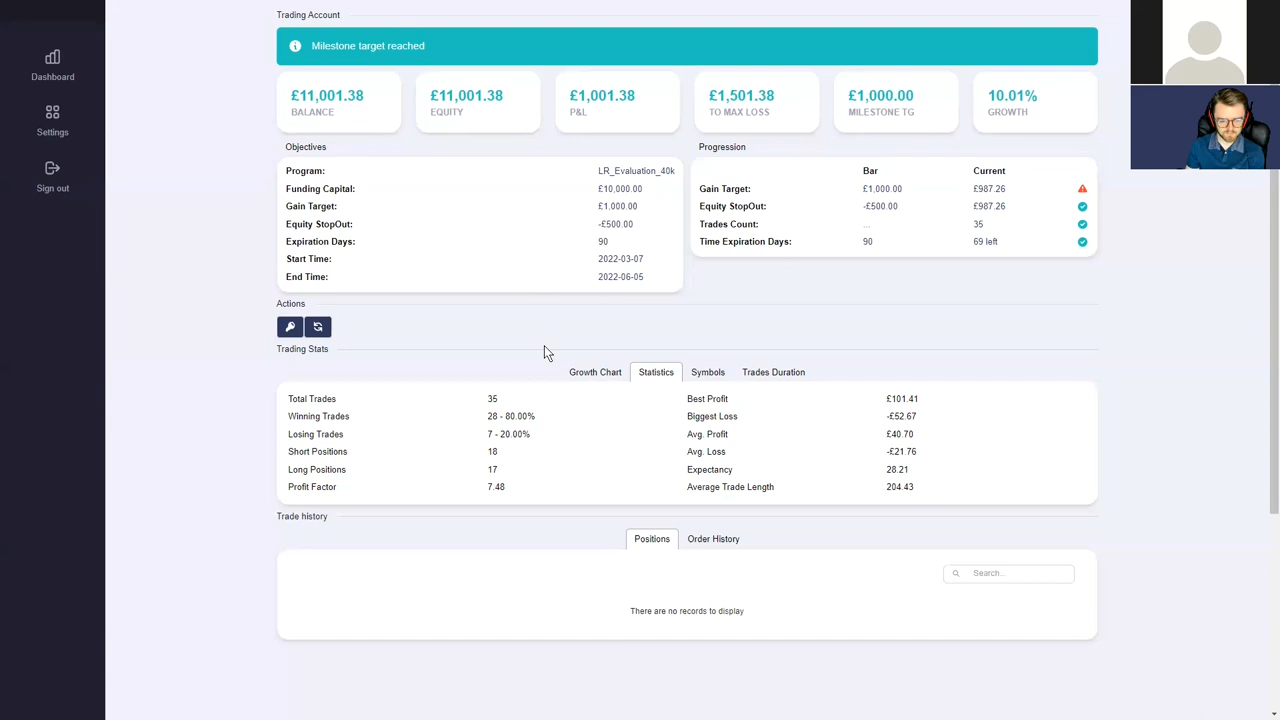 Trading Account
Milestone target reached
Dashboard
Settings
Sign out
£11,001.38 £11,001.38 £1,001.38 £1,501.38 £1,000.00 10.01%
BALANCE EQUITY P&L TO MAX LOSS MILESTONE TG GROWTH
Objectives
Program: LR_Evaluation_40k
Funding Capital: £10,000.00
Gain Target: £1,000.00
Equity StopOut: -£500.00
Expiration Days: 90
Start Time: 2022-03-07
End Time: 2022-06-05
Progression
Bar Current
Gain Target: £1,000.00 £987.26
Equity StopOut: -£500.00 £987.26
Trades Count: ... 35
Time Expiration Days: 90 69 left
Actions
Trading Stats
Growth Chart Statistics Symbols Trades Duration
Total Trades 35 Best Profit £101.41
Winning Trades 28 - 80.00% Biggest Loss -£52.67
Losing Trades 7 - 20.00% Avg. Profit £40.70
Short Positions 18 Avg. Loss -£21.76
Long Positions 17 Expectancy 28.21
Profit Factor 7.48 Average Trade Length 204.43
Trade history
Positions Order History
Search...
There are no records to display